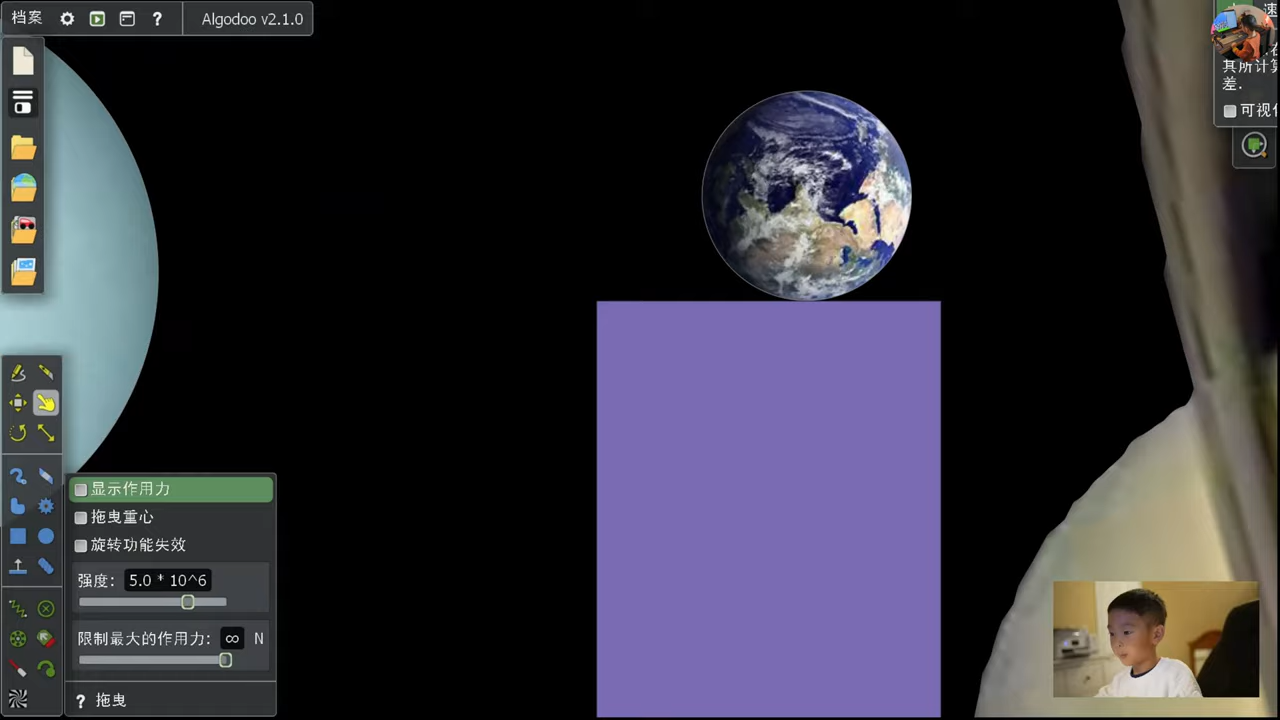 档案
?
Algodoo v2.1.0
速
在
其所计算
差.
可视化
显示作用力
拖曳重心
旋转功能失效
强度: 5.0 * 10^6
限制最大的作用力: ∞ N
? 拖曳